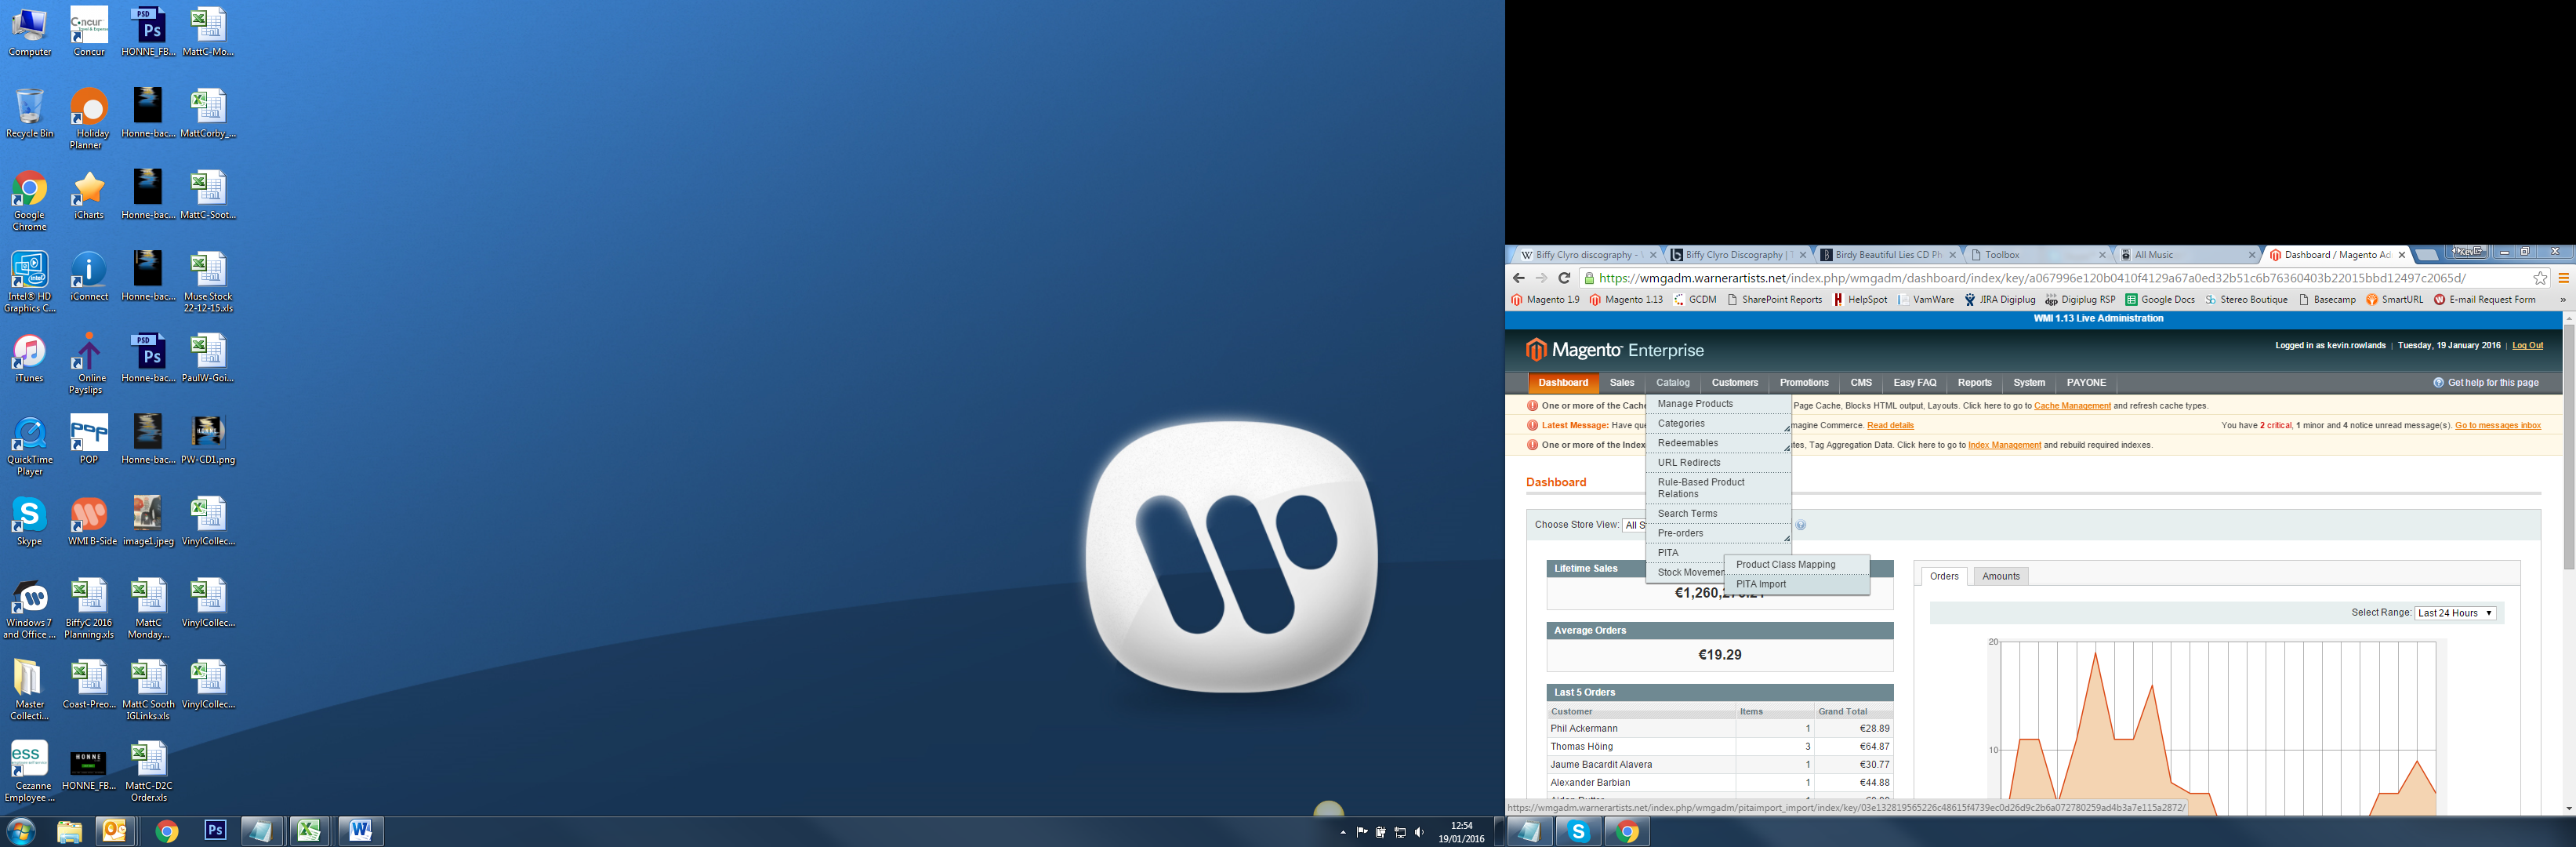 Computer
Concur
HONNE_FB...
MattC-Mo...
Recycle Bin
Holiday
Planner
Honne-bac...
MattCorby_...
Google
Chrome
iCharts
Honne-bac...
MattC-Soot...
Intel® HD
Graphics C...
iConnect
Honne-bac...
Muse Stock
22-12-15.xls
iTunes
Online
Payslips
Honne-bac...
PaulW-Goi...
QuickTime
Player
POP
Honne-bac...
PW-CD1.png
Skype
WMI B-Side
image1.jpeg
VinylCollec...
Windows 7
and Office ...
BiffyC 2016
Planning.xls
MattC
Monday...
VinylCollec...
Master
Collecti...
Coast-Preo...
MattC Sooth
IGLinks.xls
VinylCollec...
Cezanne
Employee ...
HONNE_FB...
MattC-D2C
Order.xls
12:54
19/01/2016
Biffy Clyro discography -
Biffy Clyro Discography | T
Birdy Beautiful Lies CD Ph
Toolbox
All Music
Dashboard / Magento Ad
https://wmgadm.warnerartists.net/index.php/wmgadm/dashboard/index/key/a067996e120b0410f4129a67a0ed32b51c6b76360403b22015bbd12497c2065d/
Magento 1.9 Magento 1.13 GCDM SharePoint Reports HelpSpot VamWare JIRA Digiplug Digiplug RSP Google Docs Stereo Boutique Basecamp SmartURL E-mail Request Form »
WMI 1.13 Live Administration
Magento Enterprise
Logged in as kevin.rowlands | Tuesday, 19 January 2016 | Log Out
Dashboard Sales Catalog Customers Promotions CMS Easy FAQ Reports System PAYONE Get help for this page
One or more of the Cache Page Cache, Blocks HTML output, Layouts. Click here to go to Cache Management and refresh cache types.
Latest Message: Have que magine Commerce. Read details You have 2 critical, 1 minor and 4 notice unread message(s). Go to messages inbox
One or more of the Index tes, Tag Aggregation Data. Click here to go to Index Management and rebuild required indexes.
Manage Products
Categories
Redeemables
URL Redirects
Rule-Based Product
Relations
Search Terms
Pre-orders
PITA
Stock Movemen
Product Class Mapping
PITA Import
Dashboard
Choose Store View: All S
Lifetime Sales
Average Orders
€19.29
Last 5 Orders
Customer Items Grand Total
Phil Ackermann 1 €28.89
Thomas Höing 3 €64.87
Jaume Bacardit Alavera 1 €30.77
Alexander Barbian 1 €44.88
Orders Amounts
Select Range: Last 24 Hours
20
10
https://wmgadm.warnerartists.net/index.php/wmgadm/pitaimport_import/index/key/03e132819565226c48615f4739ec0d26d9c2b6a072780259ad4b3a7e115a2872/